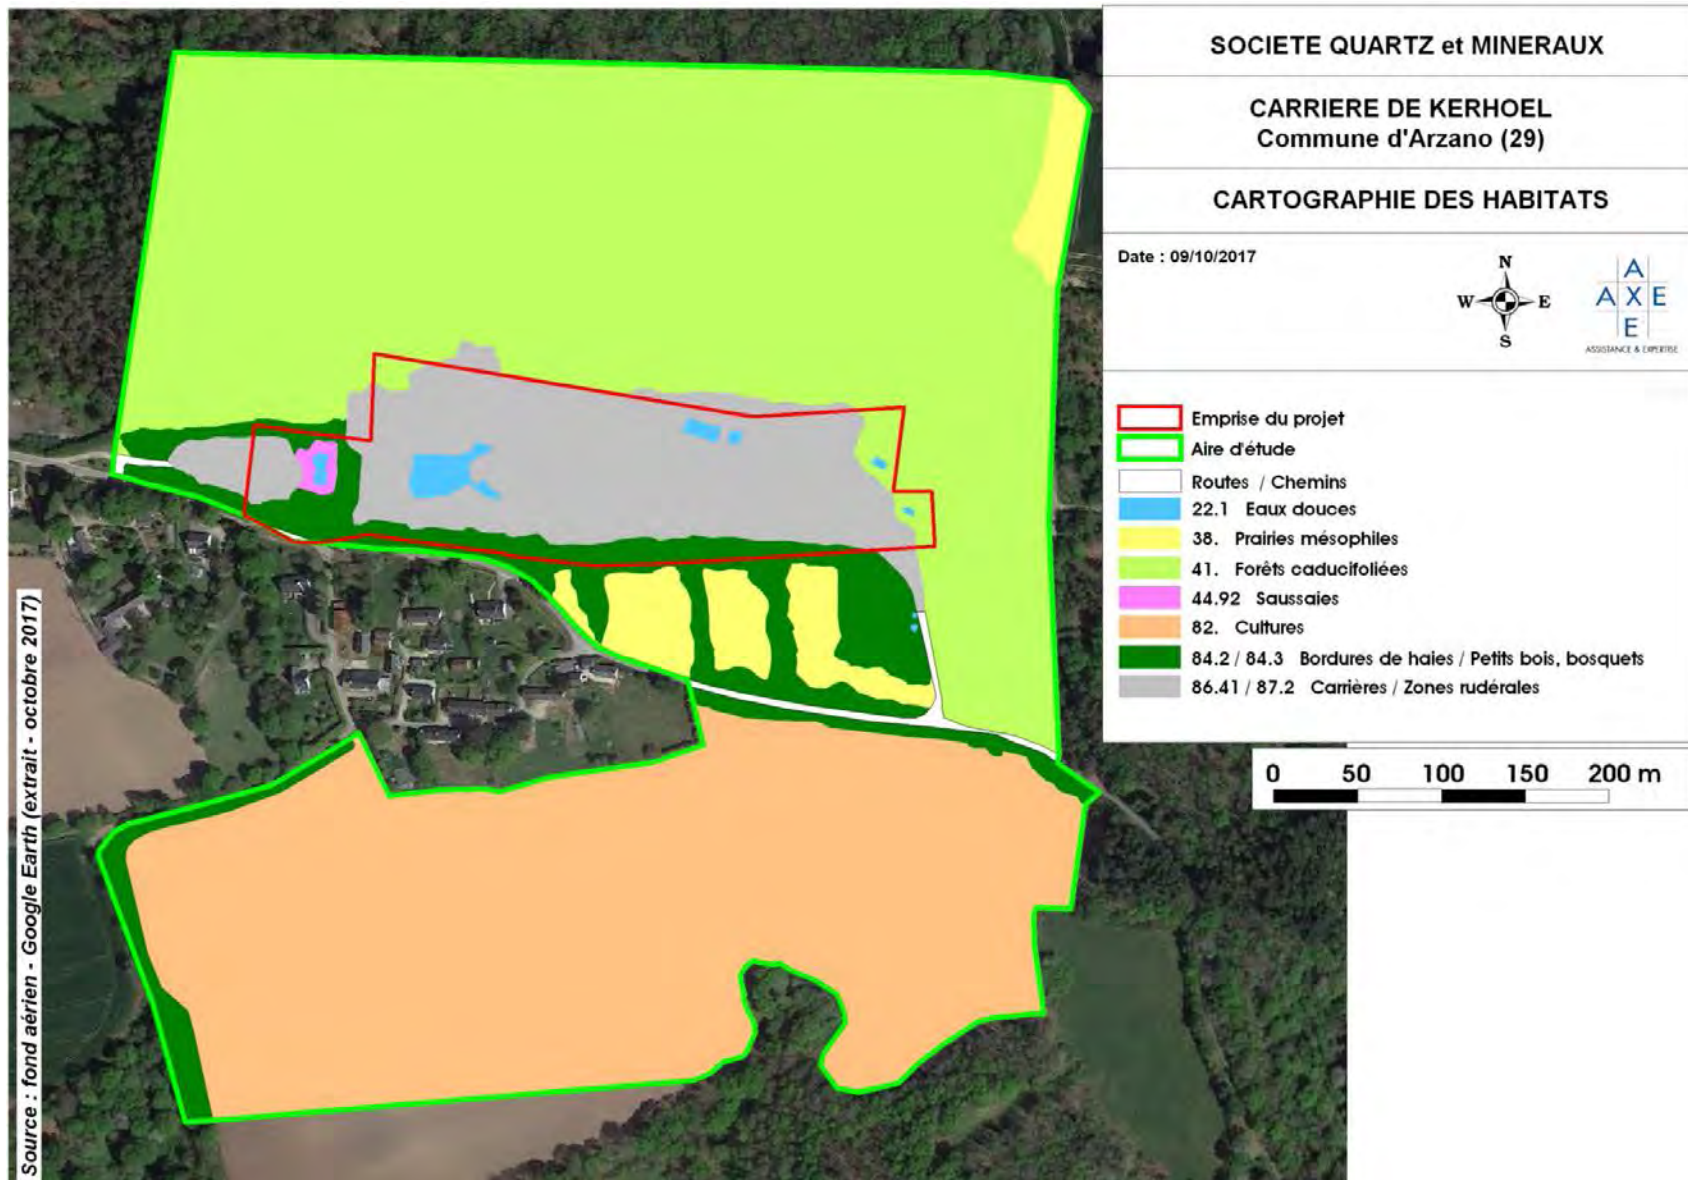 SOCIETE QUARTZ et MINERAUX
CARRIERE DE KERHOEL
Commune d'Arzano (29)
CARTOGRAPHIE DES HABITATS
Date : 09/10/2017
N
W E
S
A
A X E
E
ASSISTANCE & EXPERTISE
Emprise du projet
Aire d'étude
Routes / Chemins
22.1 Eaux douces
38. Prairies mésophiles
41. Forêts caducifoliées
44.92 Saussaies
82. Cultures
84.2 / 84.3 Bordures de haies / Petits bois, bosquets
86.41 / 87.2 Carrières / Zones rudérales
0 50 100 150 200 m
Source : fond aérien - Google Earth (extrait - octobre 2017)